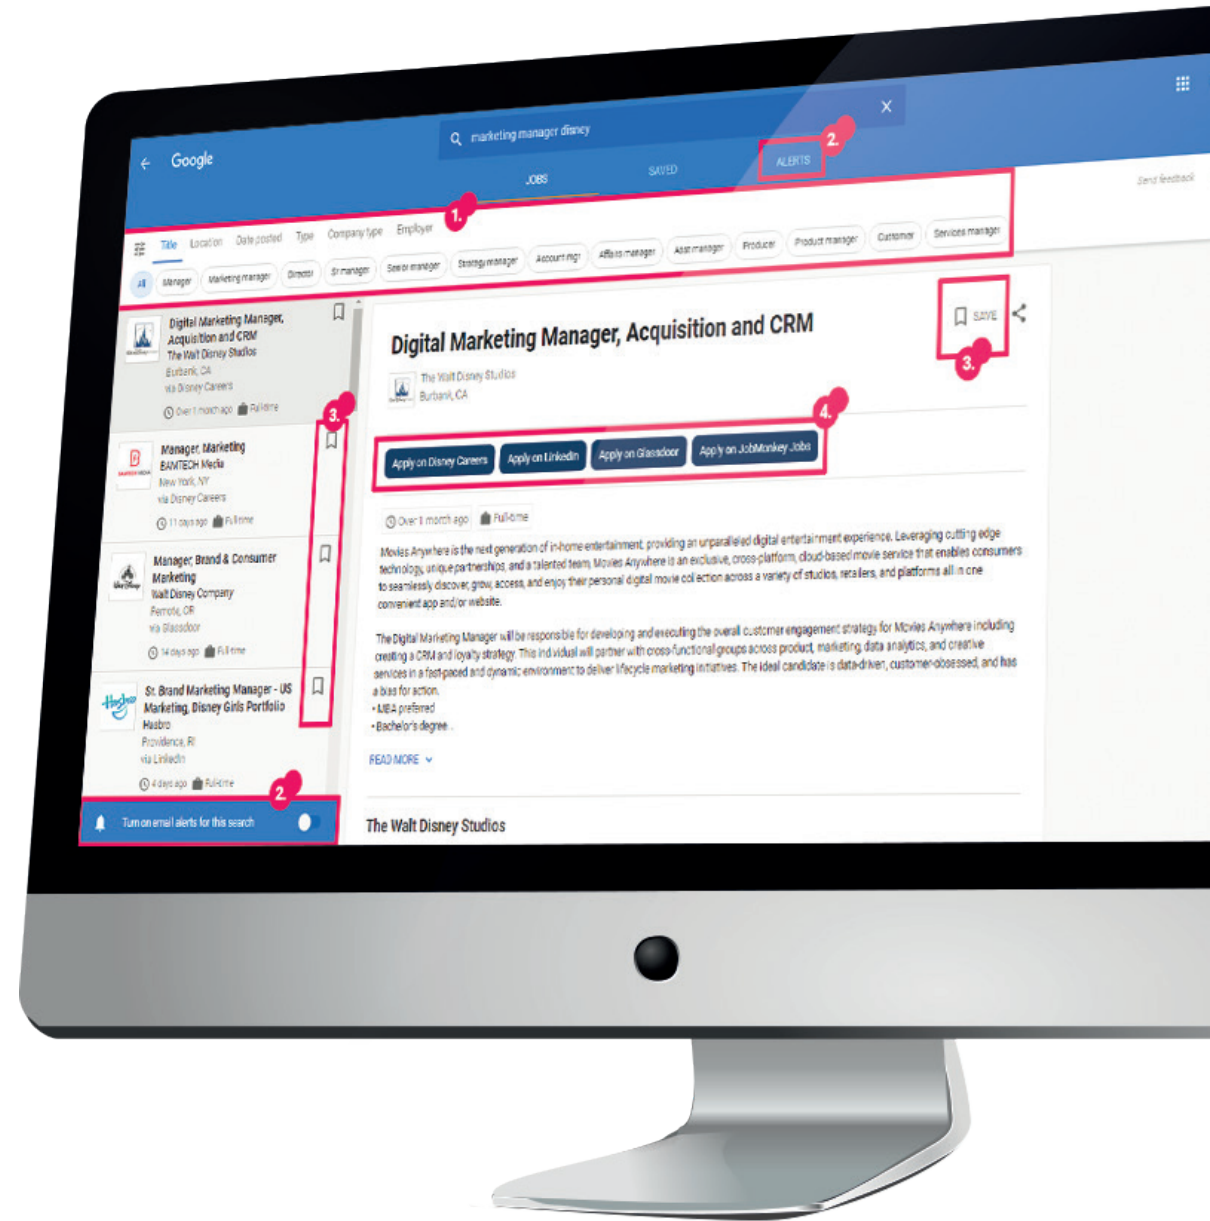 Google
marketing manager disney
JOBS SAVED ALERTS
2.
1.
Send feedback
Title Location Date posted Type Company type Employer
All Manager Marketing manager Director Sr manager Senior manager Strategy manager Account mgr Affairs manager Asst manager Producer Product manager Customer Services manager
Digital Marketing Manager,
Acquisition and CRM
The Walt Disney Studios
Burbank, CA
via Disney Careers
Over 1 month ago Full-time
3.
Manager, Marketing
BAMTECH Media
New York, NY
via Disney Careers
11 days ago Full-time
Manager, Brand & Consumer
Marketing
Walt Disney Company
Remote, OR
via Glassdoor
14 days ago Full-time
Hasbro
Sr. Brand Marketing Manager - US
Marketing, Disney Girls Portfolio
Hasbro
Providence, RI
via LinkedIn
4 days ago Full-time
2.
Turn on email alerts for this search
Digital Marketing Manager, Acquisition and CRM
SAVE
3.
The Walt Disney Studios
Burbank, CA
4.
Apply on Disney Careers Apply on LinkedIn Apply on Glassdoor Apply on JobMonkey Jobs
Over 1 month ago Full-time
Movies Anywhere is the next generation of in-home entertainment, providing an unparalleled digital entertainment experience. Leveraging cutting edge
technology, unique partnerships, and a talented team, Movies Anywhere is an exclusive, cross-platform, cloud-based movie service that enables consumers
to seamlessly discover, grow, access, and enjoy their personal digital movie collection across a variety of studios, retailers, and platforms all in one
convenient app and/or website.
The Digital Marketing Manager will be responsible for developing and executing the overall customer engagement strategy for Movies Anywhere including
creating a CRM and loyalty strategy. This individual will partner with cross-functional groups across product, marketing, data analytics, and creative
services in a fast-paced and dynamic environment to deliver lifecycle marketing initiatives. The ideal candidate is data-driven, customer-obsessed, and has
a bias for action.
• MBA preferred
• Bachelor's degree...
READ MORE
The Walt Disney Studios